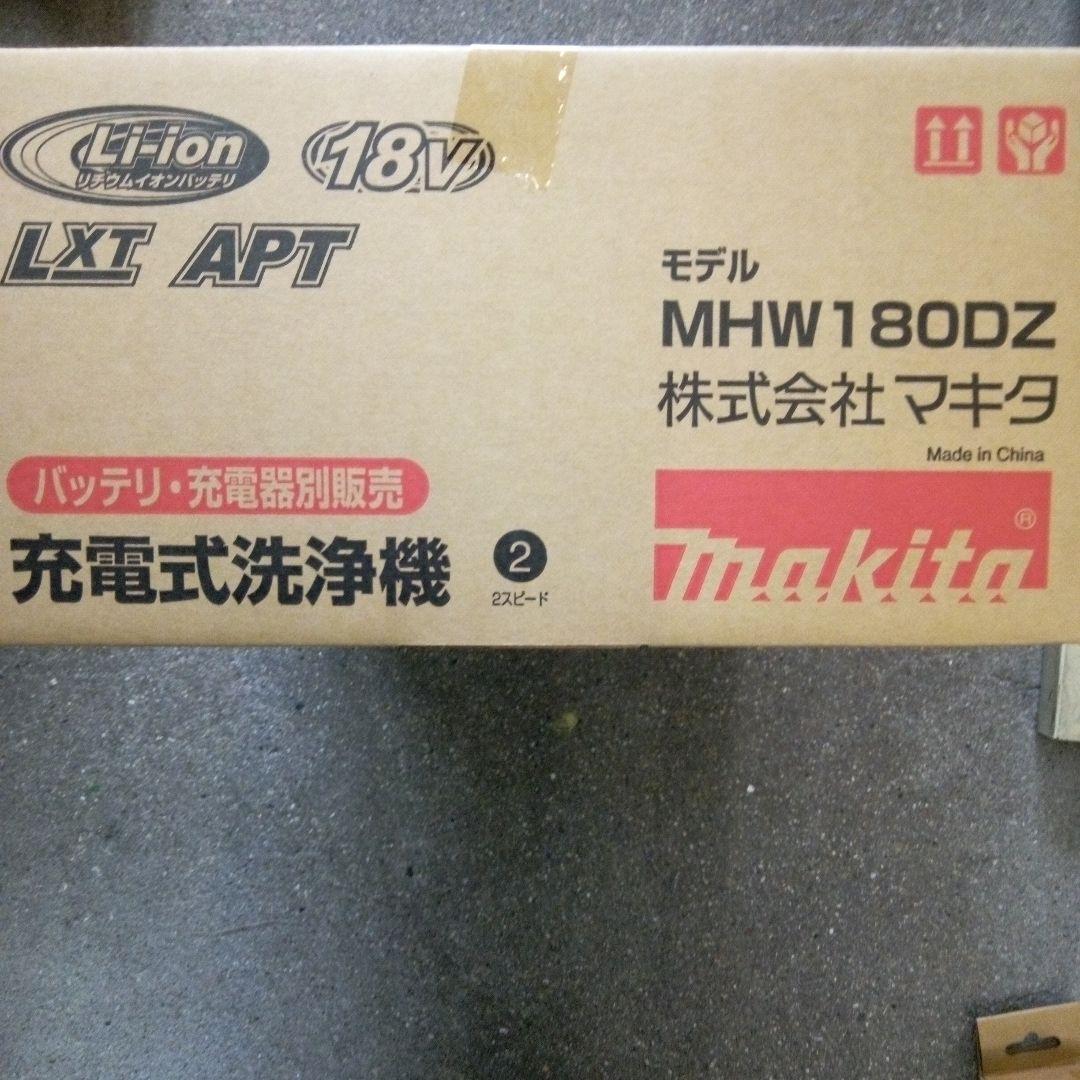 Li-ion
リチウムイオンバッテリ
18V
LXT APT
モデル
MHW180DZ
株式会社マキタ
Made in China
バッテリ・充電器別販売
充電式洗浄機
2
2スピード
makita®